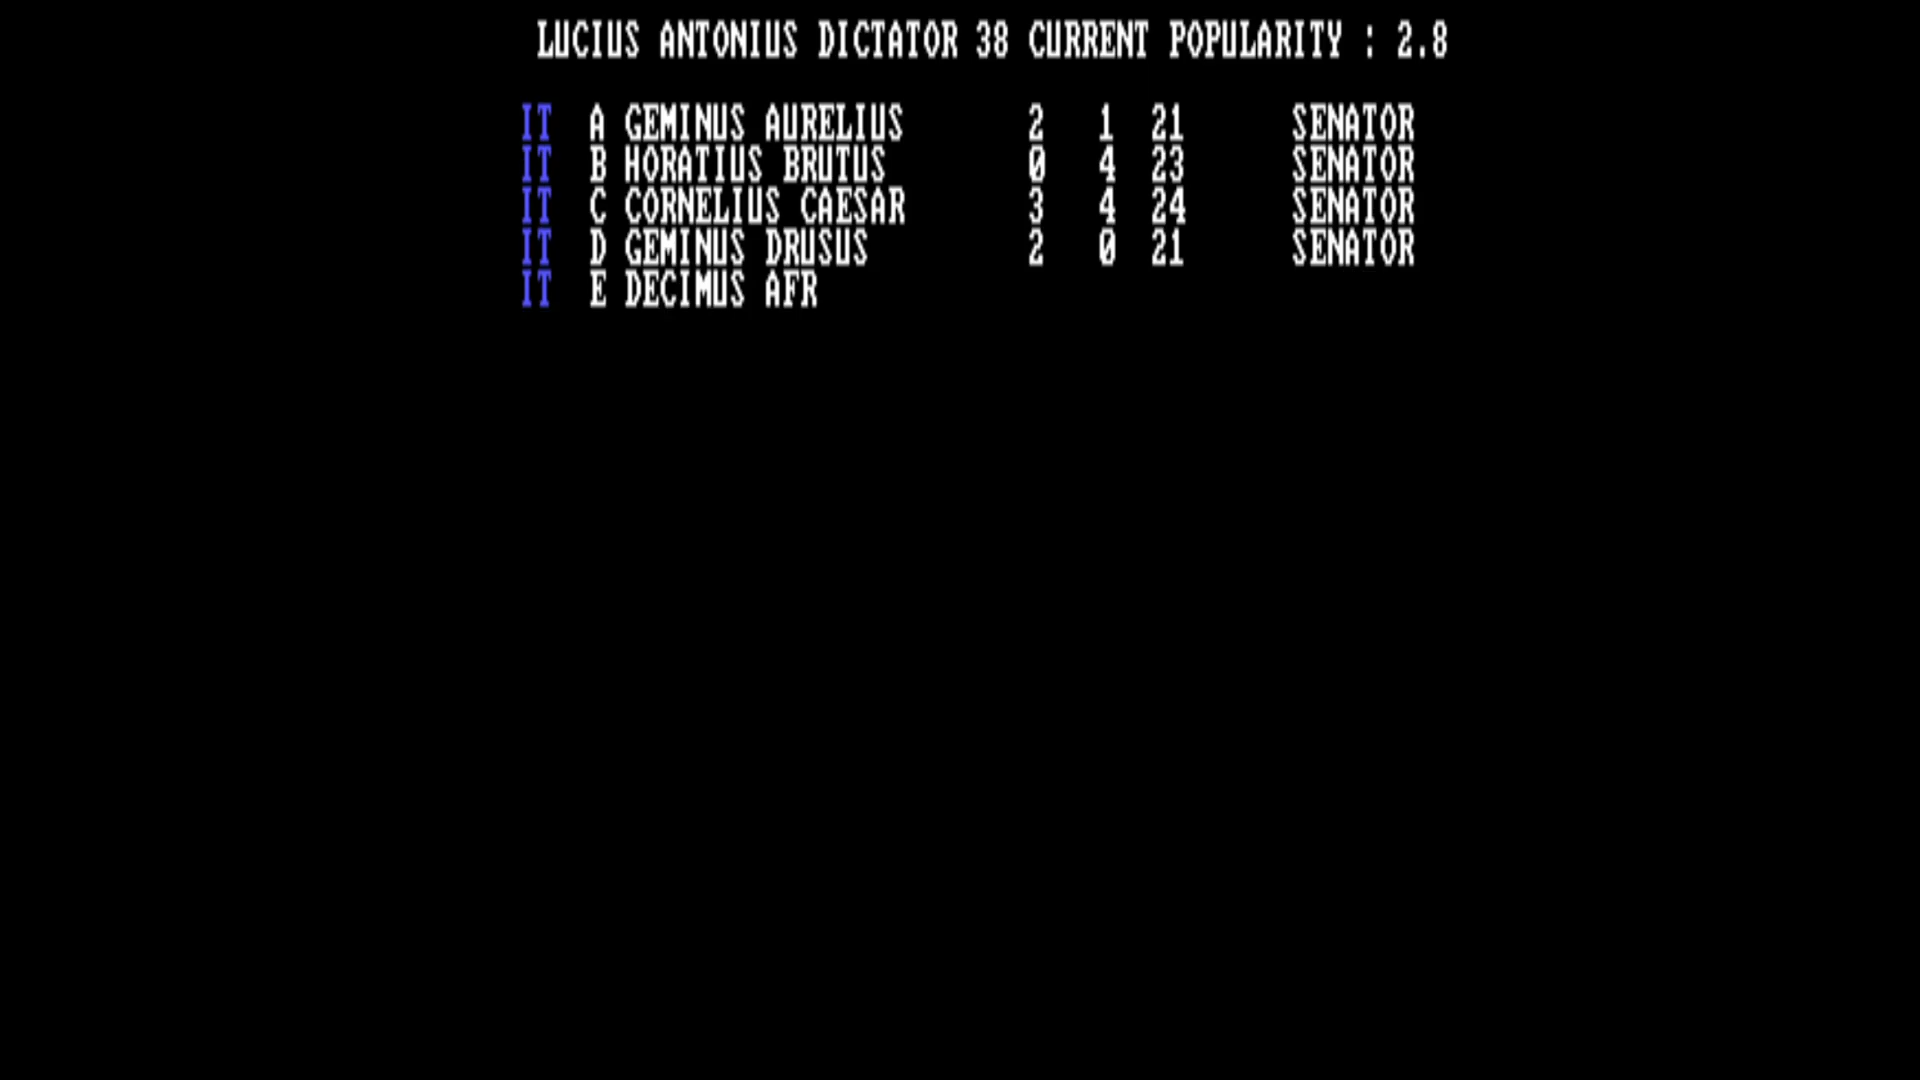 LUCIUS ANTONIUS DICTATOR 38 CURRENT POPULARITY : 2.8
IT A GEMINUS AURELIUS 2 1 21 SENATOR
IT B HORATIUS BRUTUS 0 4 23 SENATOR
IT C CORNELIUS CAESAR 3 4 24 SENATOR
IT D GEMINUS DRUSUS 2 0 21 SENATOR
IT E DECIMUS AFR